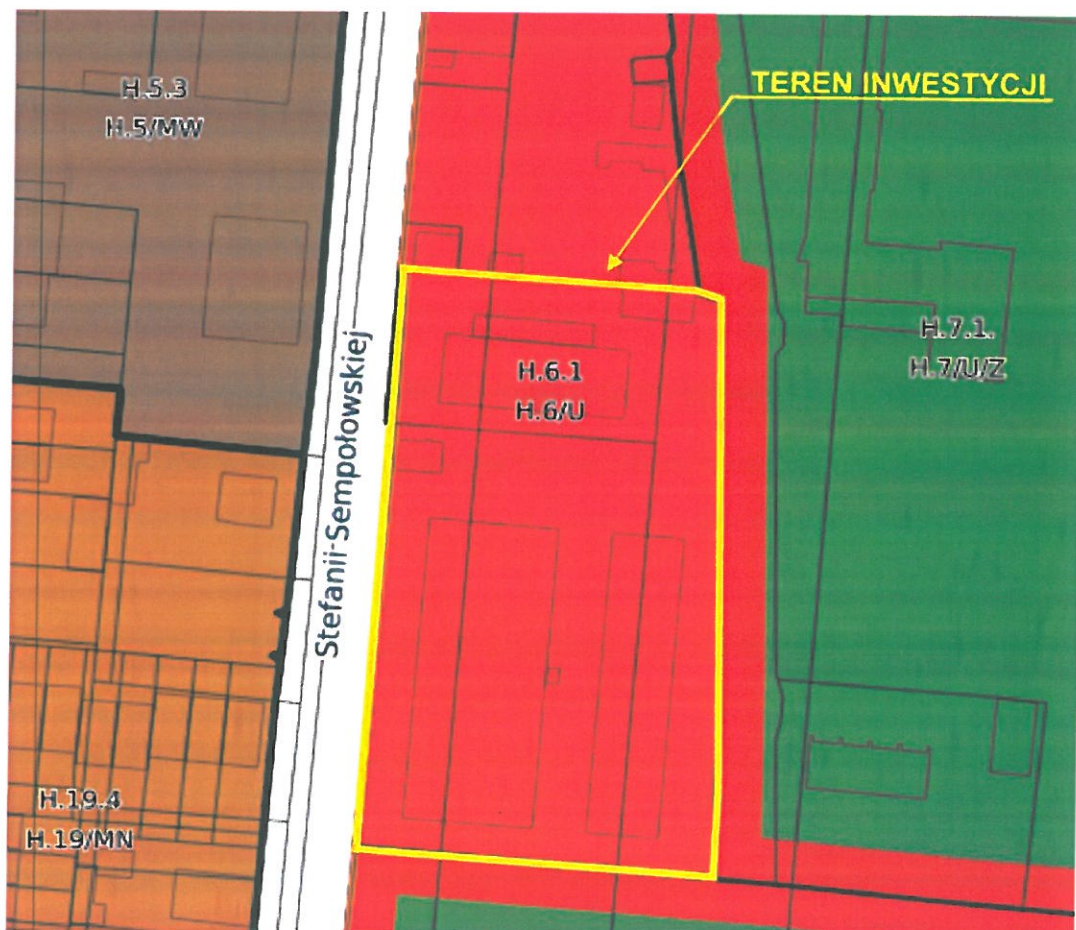 H.5.3
H.5/MW
TEREN INWESTYCJI
H.6.1
H.6/U
H.7.1.
H.7/U/Z
Stefanii Sempołowskiej
H.19.4
H.19/MN